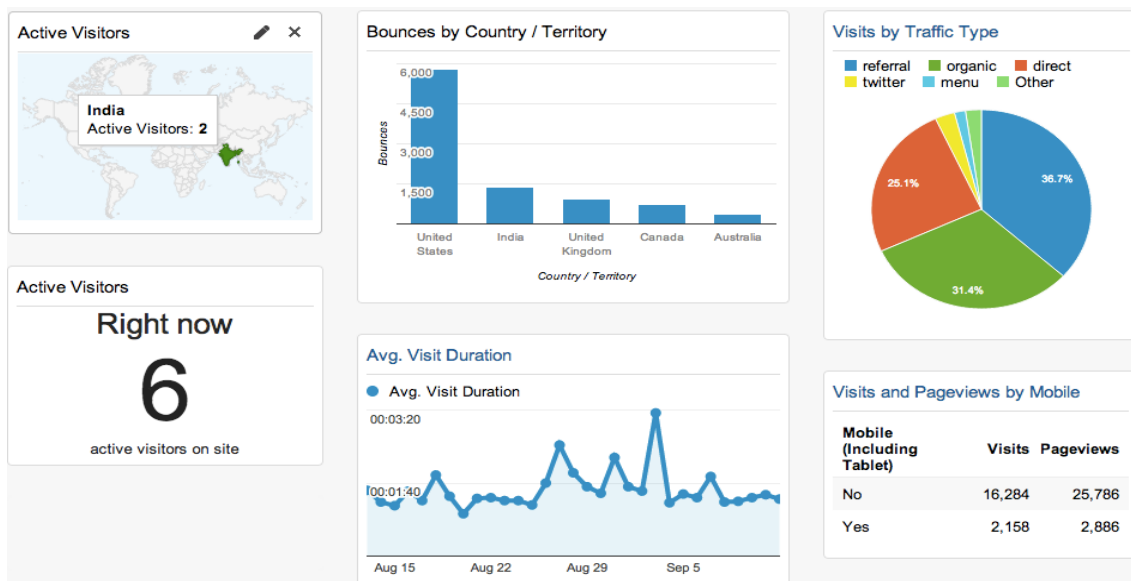 Active Visitors
India
Active Visitors: 2
Active Visitors
Right now
6
active visitors on site
Bounces by Country / Territory
6,000
4,500
3,000
1,500
Bounces
United States
India
United Kingdom
Canada
Australia
Country / Territory
Avg. Visit Duration
Avg. Visit Duration
00:03:20
00:01:40
Aug 15
Aug 22
Aug 29
Sep 5
Visits by Traffic Type
referral
organic
direct
twitter
menu
Other
36.7%
25.1%
31.4%
Visits and Pageviews by Mobile
Mobile
(Including
Tablet)
Visits
Pageviews
No
16,284
25,786
Yes
2,158
2,886